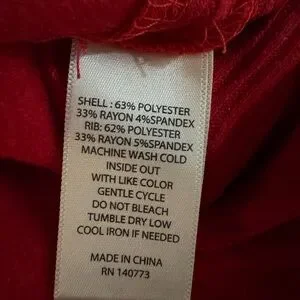 SHELL : 63% POLYESTER
33% RAYON 4%SPANDEX
RIB: 62% POLYESTER
33% RAYON 5%SPANDEX
MACHINE WASH COLD
INSIDE OUT
WITH LIKE COLOR
GENTLE CYCLE
DO NOT BLEACH
TUMBLE DRY LOW
COOL IRON IF NEEDED
MADE IN CHINA
RN 140773